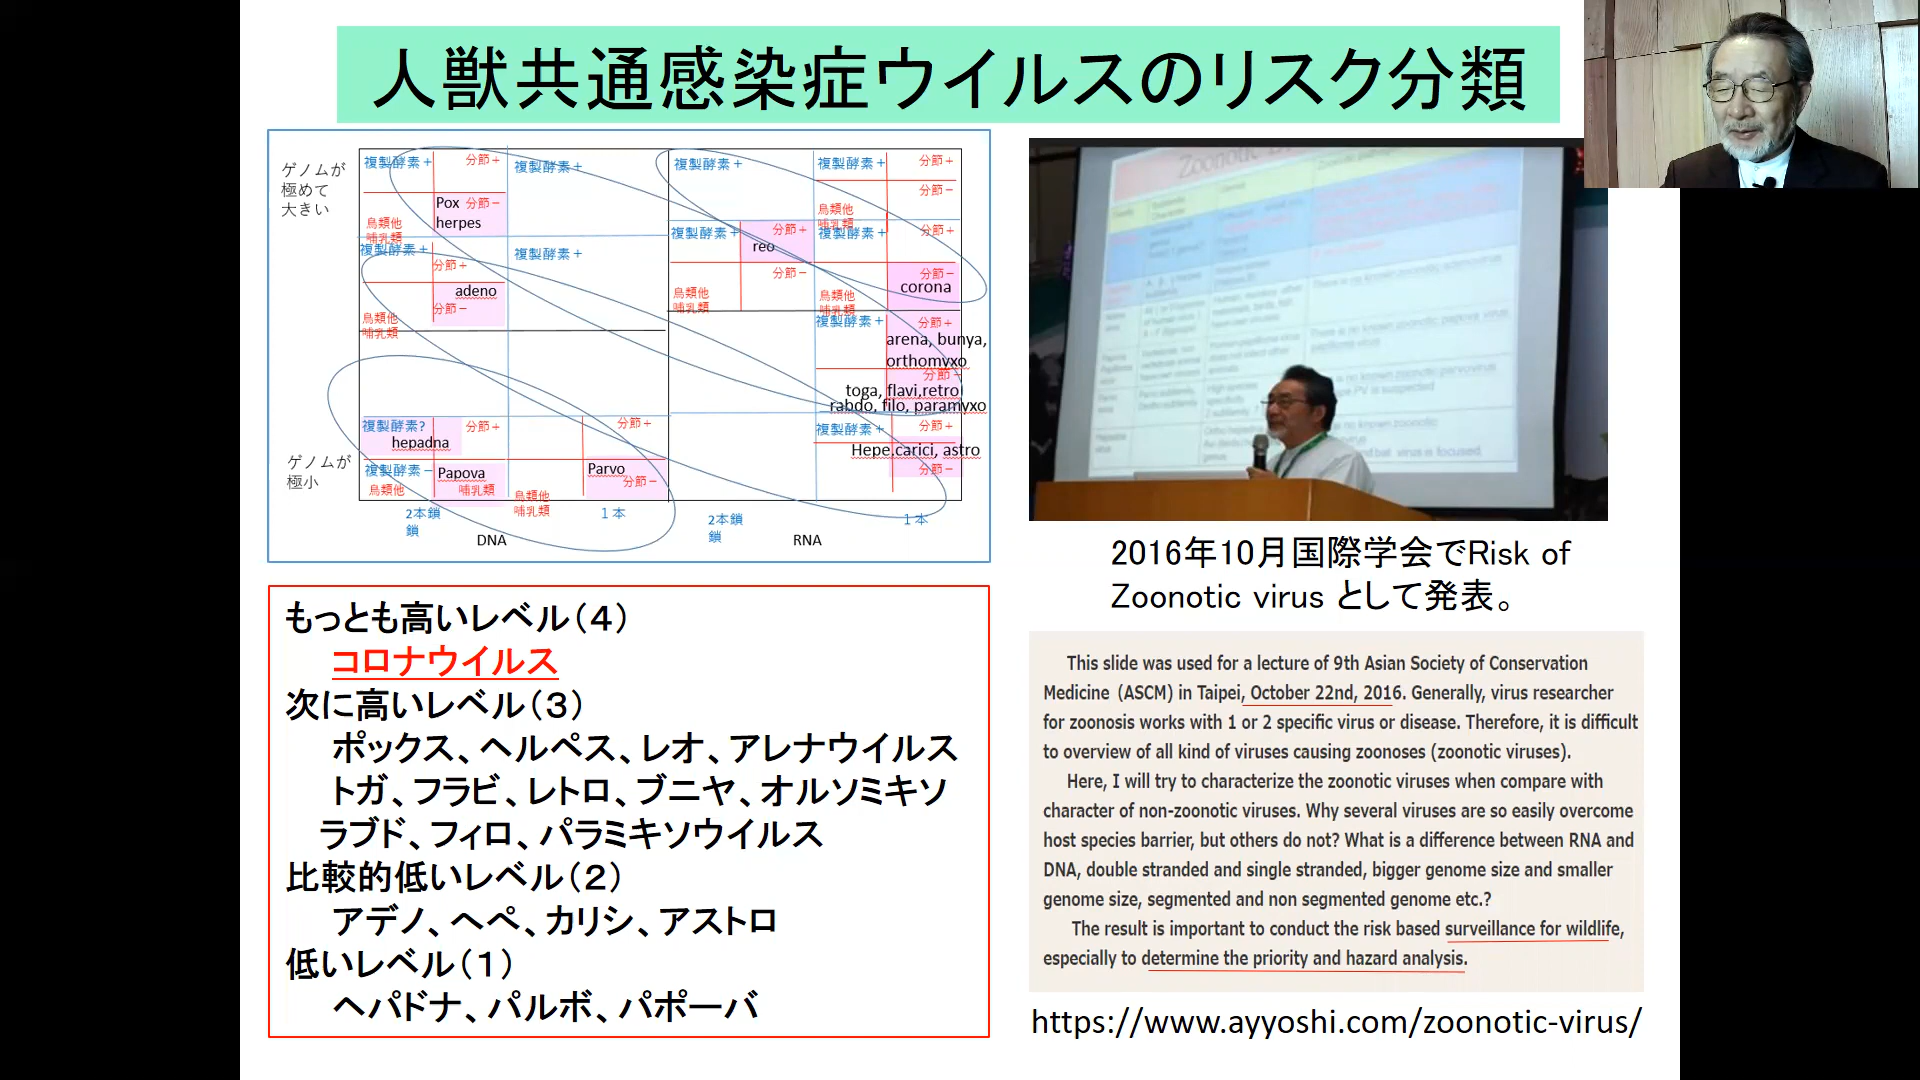 人獣共通感染症ウイルスのリスク分類
ゲノムが
極めて
大きい
複製酵素+
分節+
複製酵素+
Pox 分節-
herpes
鳥類他
哺乳類
複製酵素+
複製酵素+
分節+
adeno
分節-
鳥類他
哺乳類
複製酵素?
分節+
hepadna
分節+
ゲノムが
極小
複製酵素-
Papova
Parvo
分節-
鳥類他
哺乳類
鳥類他
哺乳類
2本鎖
鎖
1本
DNA
複製酵素+
複製酵素+
分節+
分節-
鳥類他
哺乳類
複製酵素+
分節+
reo
複製酵素+
分節+
分節-
分節-
corona
鳥類他
哺乳類
鳥類他
哺乳類
複製酵素+
分節+
arena, bunya,
orthomyxo
分節-
toga, flavi,retro
rabdo, filo, paramyxo
複製酵素+
分節+
Hepe,carici, astro
分節-
2本鎖
鎖
1本
RNA
Zoonotic
2016年10月国際学会でRisk of
Zoonotic virus として発表。
もっとも高いレベル(4)
コロナウイルス
次に高いレベル(3)
ポックス、ヘルペス、レオ、アレナウイルス
トガ、フラビ、レトロ、ブニヤ、オルソミキソ
ラブド、フィロ、パラミキソウイルス
比較的低いレベル(2)
アデノ、ヘペ、カリシ、アストロ
低いレベル(1)
ヘパドナ、パルボ、パポーバ
This slide was used for a lecture of 9th Asian Society of Conservation
Medicine (ASCM) in Taipei, October 22nd, 2016. Generally, virus researcher
for zoonosis works with 1 or 2 specific virus or disease. Therefore, it is difficult
to overview of all kind of viruses causing zoonoses (zoonotic viruses).
Here, I will try to characterize the zoonotic viruses when compare with
character of non-zoonotic viruses. Why several viruses are so easily overcome
host species barrier, but others do not? What is a difference between RNA and
DNA, double stranded and single stranded, bigger genome size and smaller
genome size, segmented and non segmented genome etc.?
The result is important to conduct the risk based surveillance for wildlife,
especially to determine the priority and hazard analysis.
https://www.ayyoshi.com/zoonotic-virus/